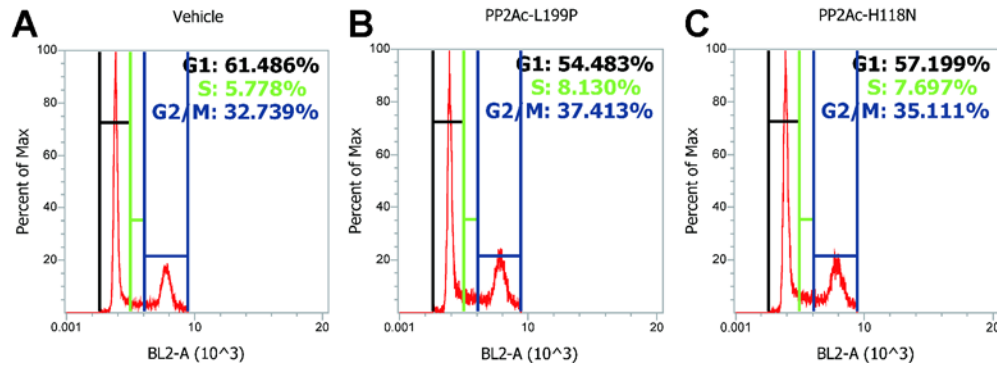 A
Vehicle
Percent of Max
100
80
60
40
20
G1: 61.486%
S: 5.778%
G2/M: 32.739%
0.001 10 20
BL2-A (10^3)
B
PP2Ac-L199P
Percent of Max
100
80
60
40
20
G1: 54.483%
S: 8.130%
G2/M: 37.413%
0.001 10 20
BL2-A (10^3)
C
PP2Ac-H118N
Percent of Max
100
80
60
40
20
G1: 57.199%
S: 7.697%
G2/M: 35.111%
0.001 10 20
BL2-A (10^3)